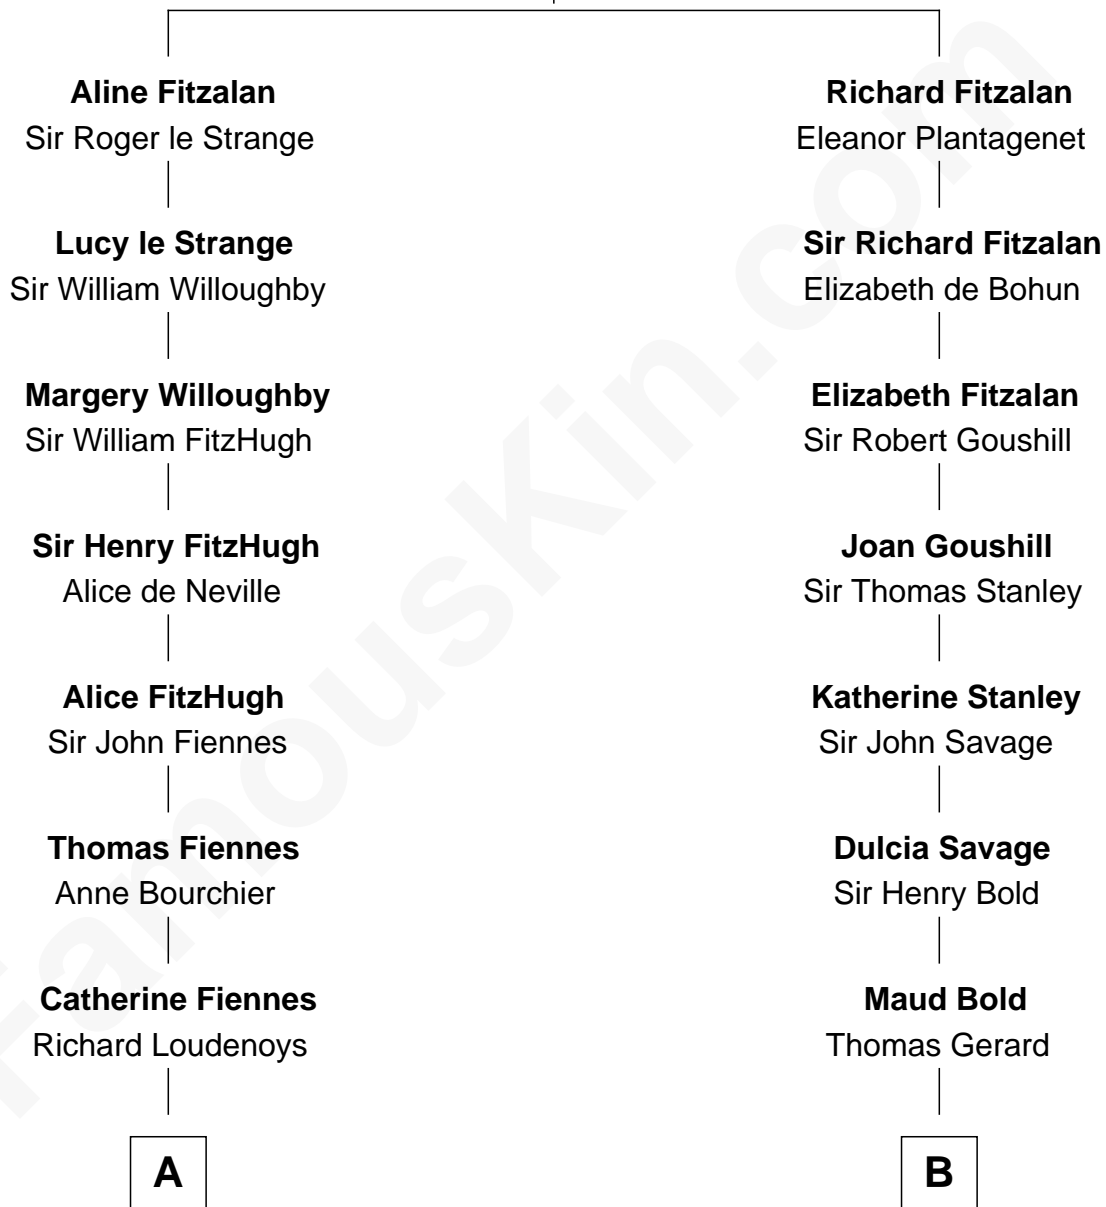 Aline Fitzalan
Sir Roger le Strange
Lucy le Strange
Sir William Willoughby
Margery Willoughby
Sir William FitzHugh
Sir Henry FitzHugh
Alice de Neville
Alice FitzHugh
Sir John Fiennes
Thomas Fiennes
Anne Bourchier
Catherine Fiennes
Richard Loudenoys
A
Richard Fitzalan
Eleanor Plantagenet
Sir Richard Fitzalan
Elizabeth de Bohun
Elizabeth Fitzalan
Sir Robert Goushill
Joan Goushill
Sir Thomas Stanley
Katherine Stanley
Sir John Savage
Dulcia Savage
Sir Henry Bold
Maud Bold
Thomas Gerard
B
FamousKin.com